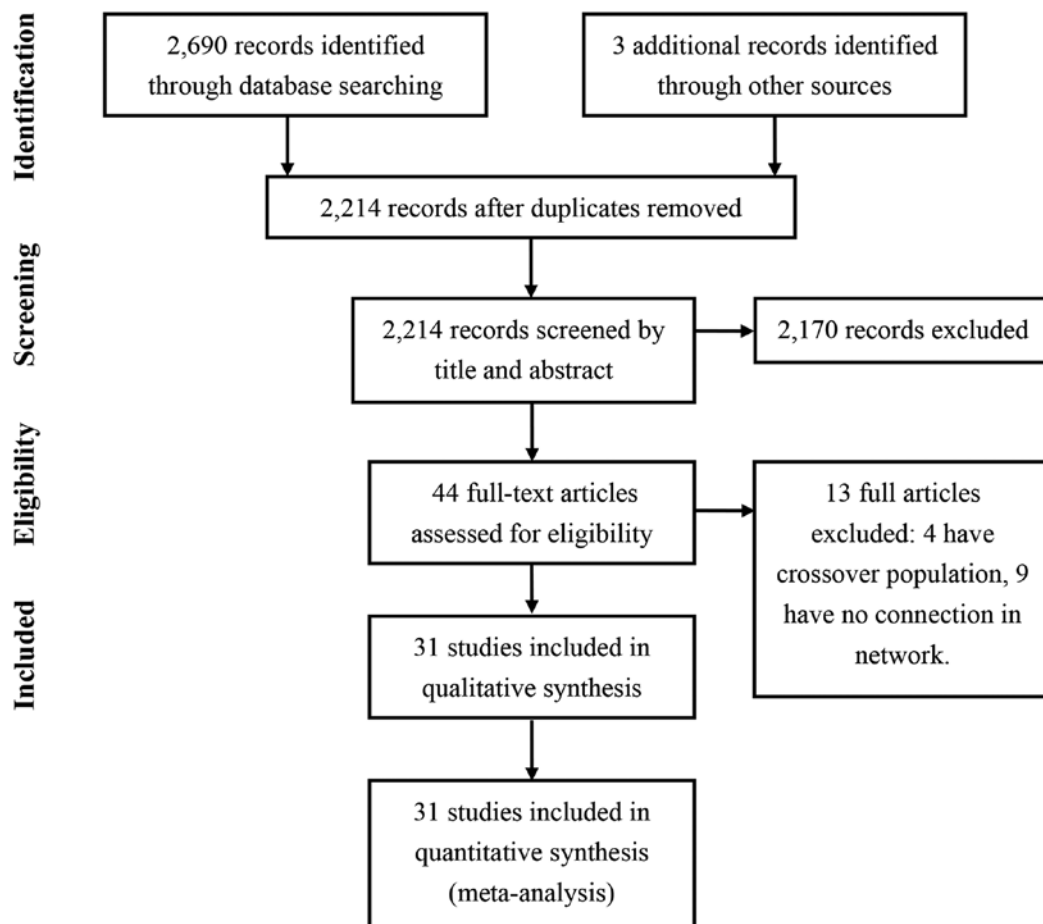 Identification
2,690 records identified
through database searching
3 additional records identified
through other sources
2,214 records after duplicates removed
Screening
2,214 records screened by
title and abstract
2,170 records excluded
Eligibility
44 full-text articles
assessed for eligibility
13 full articles
excluded: 4 have
crossover population, 9
have no connection in
network.
Included
31 studies included in
qualitative synthesis
31 studies included in
quantitative synthesis
(meta-analysis)